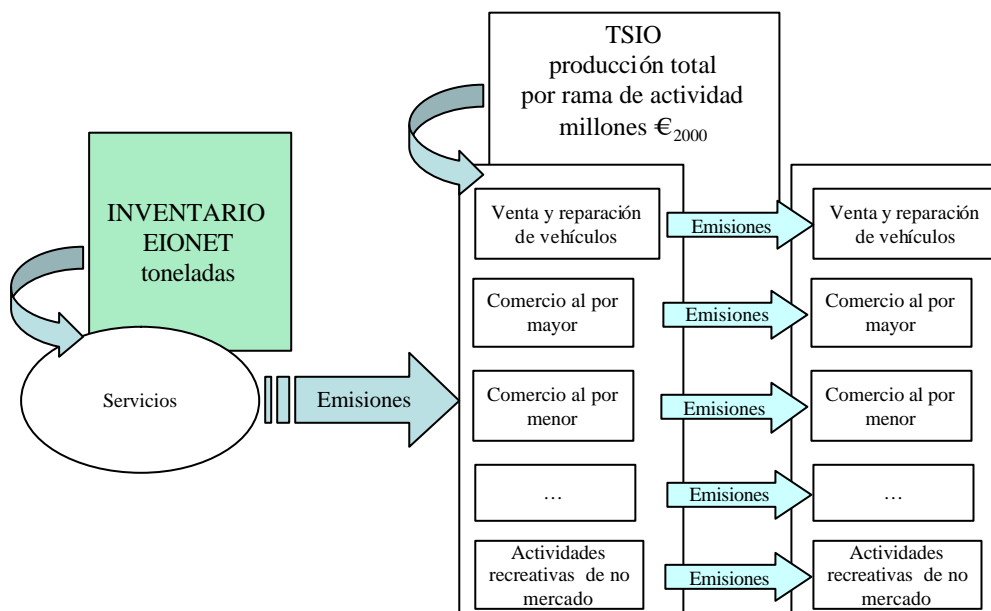 TSIO
producción total
por rama de actividad
millones €2000
INVENTARIO
EIONET
toneladas
Servicios
Emisiones
Venta y reparación
de vehículos
Emisiones
Venta y reparación
de vehículos
Comercio al por
mayor
Emisiones
Comercio al por
mayor
Comercio al por
menor
Emisiones
Comercio al por
menor
…
Emisiones
…
Actividades
recreativas de no
mercado
Emisiones
Actividades
recreativas de no
mercado